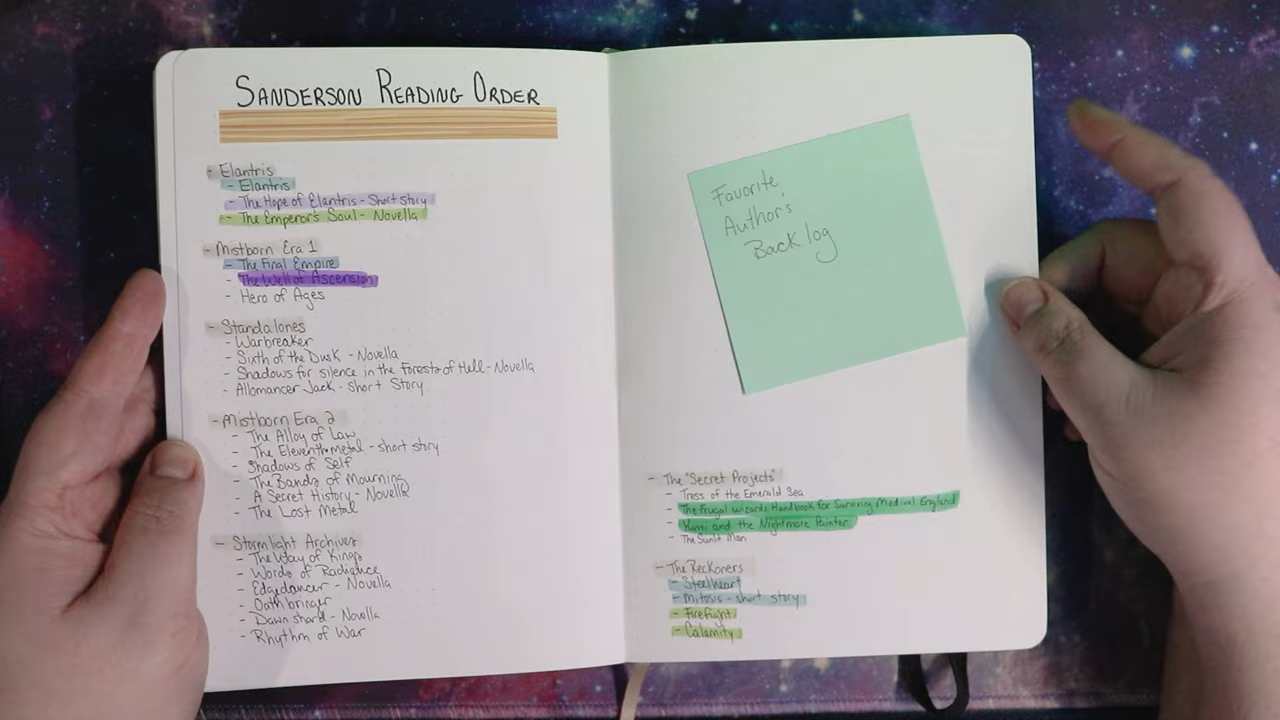 SANDERSON READING ORDER
- Elantris
- Elantris
- The Hope of Elantris - Short story
- The Emperor's Soul - Novella
- Mistborn Era 1
- The Final Empire
- The Well of Ascension
- Hero of Ages
- Standalones
- Warbreaker
- Sixth of the Dusk - Novella
- Shadows for silence in the Forests of Hell - Novella
- Allomancer Jack - short Story
- Mistborn Era 2
- The Alloy of Law
- The Eleventh metal - short story
- Shadows of Self
- The Bands of Mourning
- A Secret History - Novella
- The Lost Metal
- Stormlight Archives
- The Way of Kings
- Words of Radiance
- Edgedancer - Novella
- Oathbringer
- Dawnshard - Novella
- Rhythm of War
Favorite
Author's
Backlog
- The "Secret Projects"
- Tress of the Emerald Sea
- The Frugal wizards Handbook for Surviving Medival England
- Yumi and the Nightmare Painter
- The Sunlit Man
- The Reckoners
- Steelheart
- Mitosis - short story
- Firefight
- Calamity